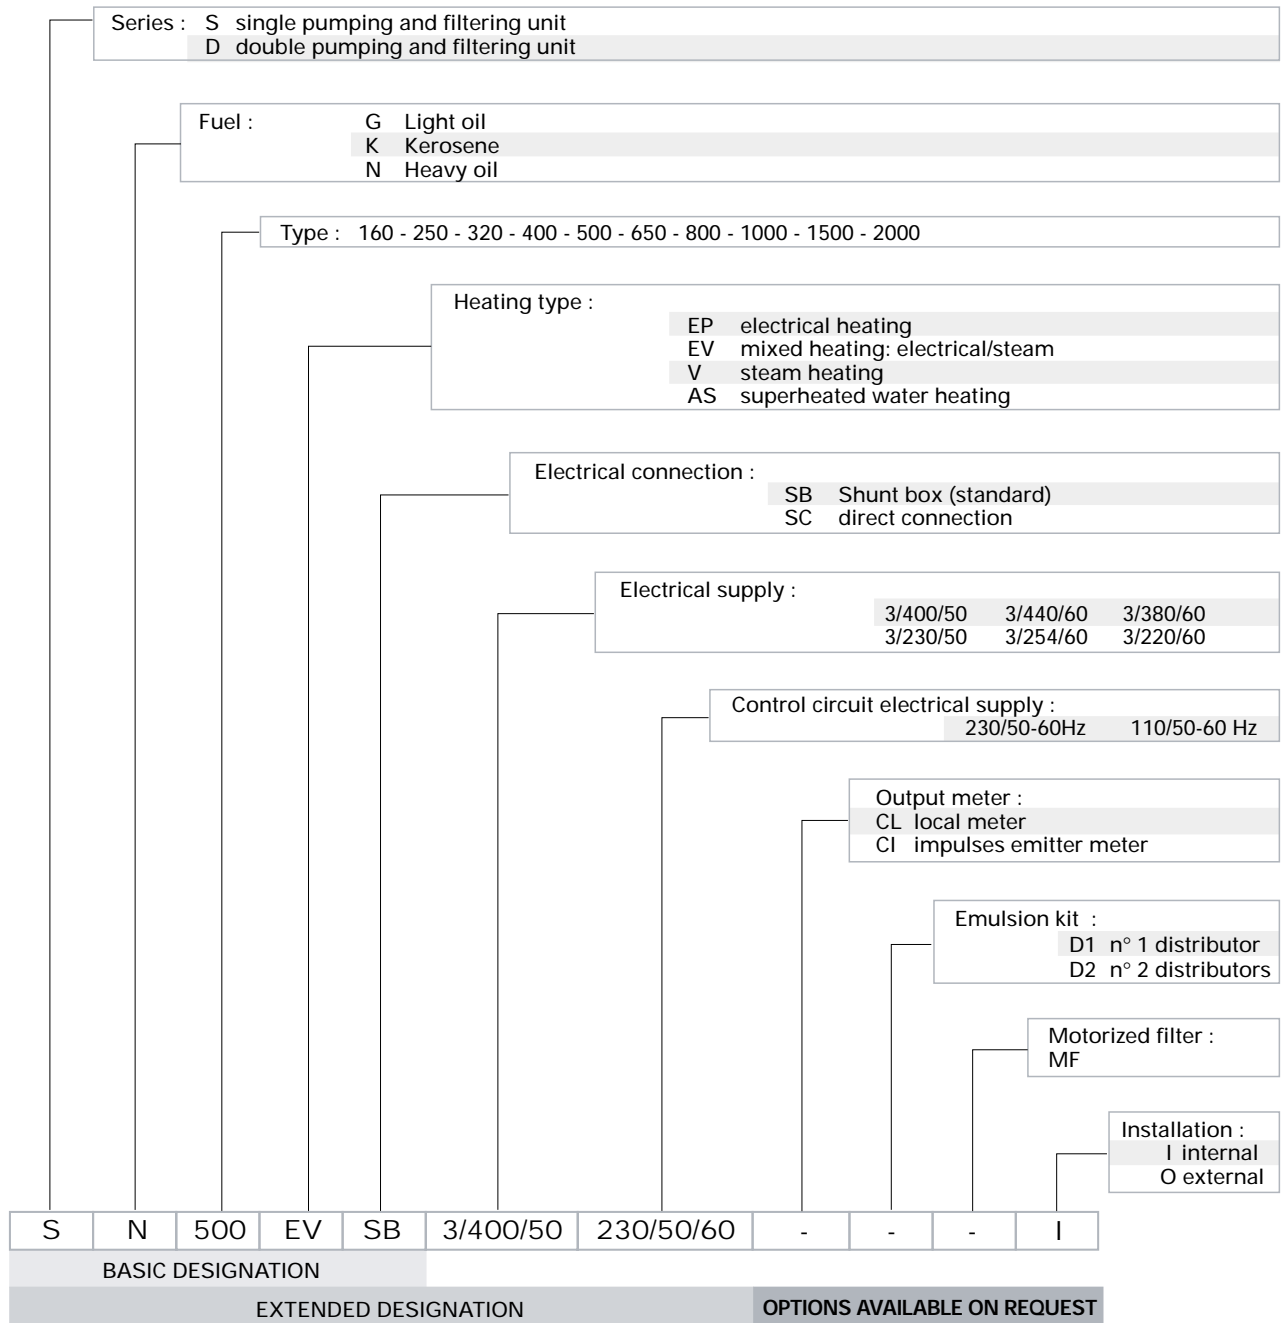 Series : S single pumping and filtering unit
D double pumping and filtering unit
Fuel : G Light oil
K Kerosene
N Heavy oil
Type : 160 - 250 - 320 - 400 - 500 - 650 - 800 - 1000 - 1500 - 2000
Heating type :
EP electrical heating
EV mixed heating: electrical/steam
V steam heating
AS superheated water heating
Electrical connection :
SB Shunt box (standard)
SC direct connection
Electrical supply :
3/400/50 3/440/60 3/380/60
3/230/50 3/254/60 3/220/60
Control circuit electrical supply :
230/50-60Hz 110/50-60 Hz
Output meter :
CL local meter
CI impulses emitter meter
Emulsion kit :
D1 n° 1 distributor
D2 n° 2 distributors
Motorized filter :
MF
Installation :
I internal
O external
S N 500 EV SB 3/400/50 230/50/60 - - - I
BASIC DESIGNATION
EXTENDED DESIGNATION OPTIONS AVAILABLE ON REQUEST